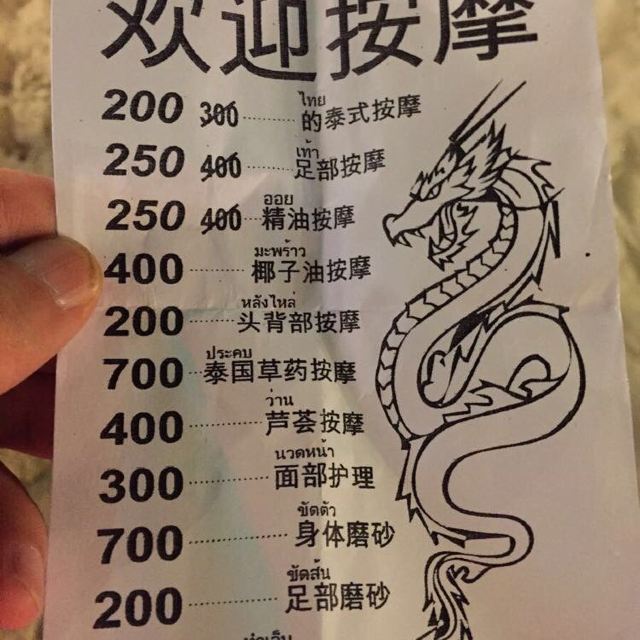 欢迎按摩
ไทย
200 300 ........ 的泰式按摩
เท้า
250 400 ........ 足部按摩
ออย
250 400 ..... 精油按摩
มะพร้าว
400 ......... 椰子油按摩
หลังไหล่
200 ....... 头背部按摩
ประคบ
700 .. 泰国草药按摩
ว่าน
400 ............. 芦荟按摩
นวดหน้า
300 ............... 面部护理
ขัดตัว
700 ................. 身体磨砂
ขัดส้น
200 ................ 足部磨砂